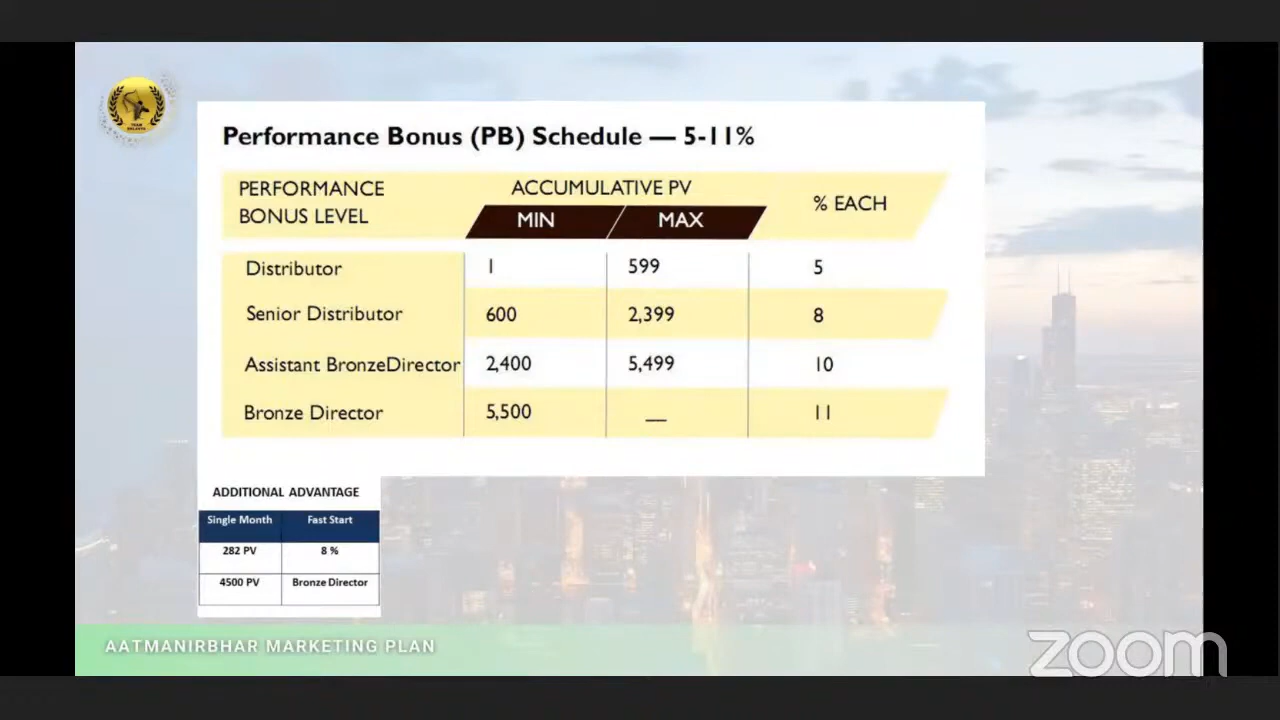 Performance Bonus (PB) Schedule — 5-11%
PERFORMANCE BONUS LEVEL
ACCUMULATIVE PV
% EACH
MIN MAX
Distributor 1 599 5
Senior Distributor 600 2,399 8
Assistant BronzeDirector 2,400 5,499 10
Bronze Director 5,500 __ 11
ADDITIONAL ADVANTAGE
Single Month Fast Start
282 PV 8 %
4500 PV Bronze Director
AATMANIRBHAR MARKETING PLAN
zoom